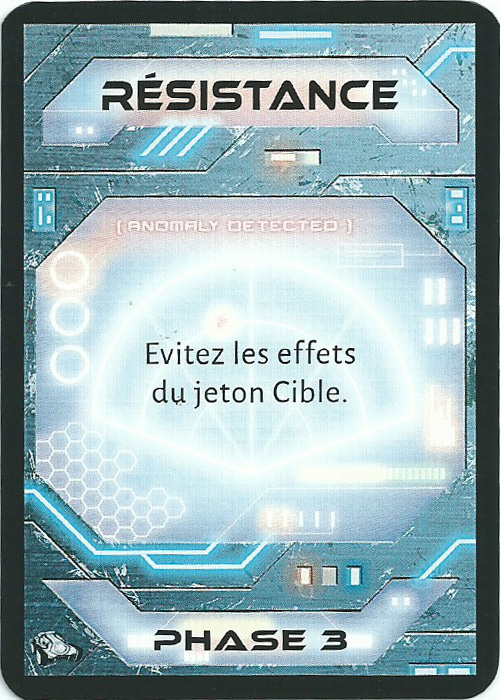 RÉSISTANCE
[ANOMALY DETECTED]
Evitez les effets
du jeton Cible.
PHASE 3